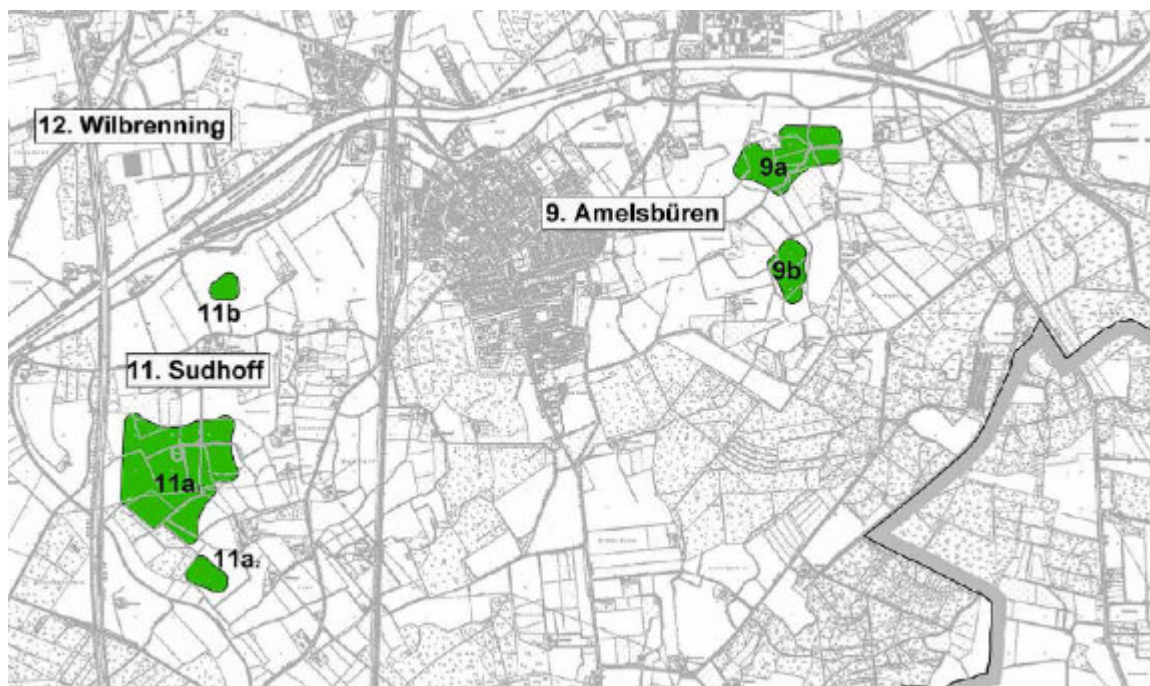 12. Wilbrenning
9a
9. Amelsbüren
9b
11b
11. Sudhoff
11a
11a₂